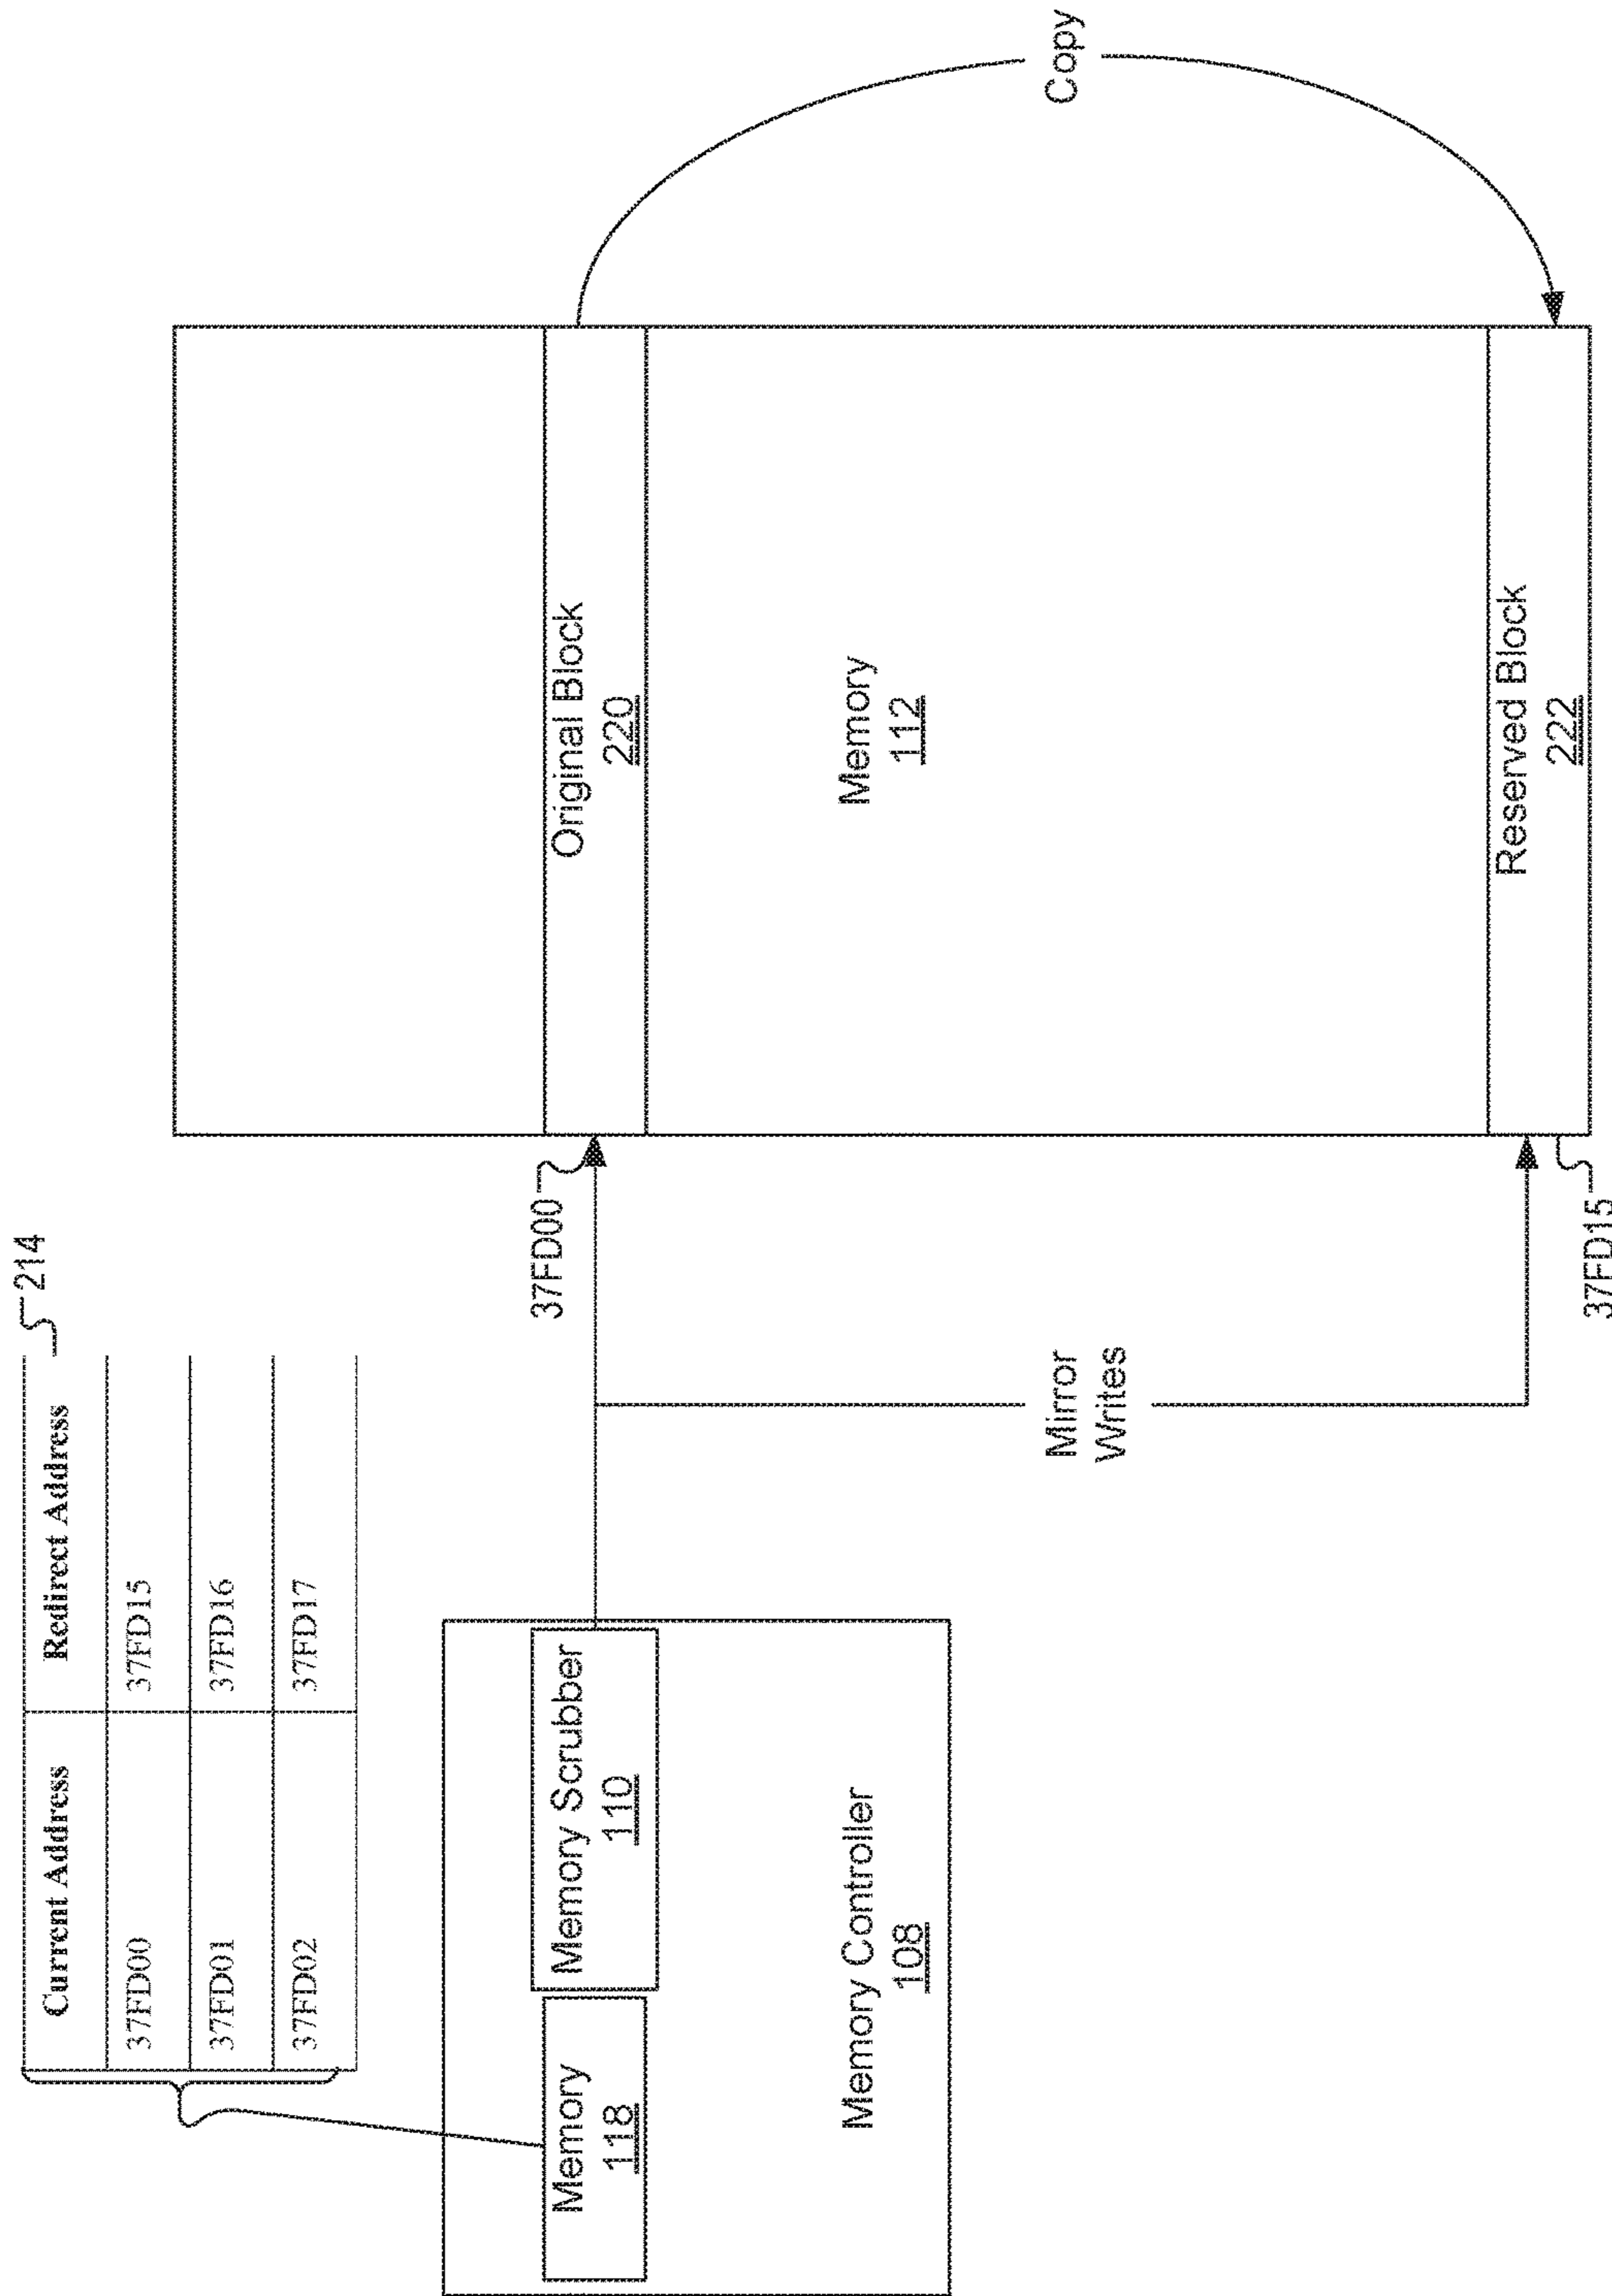 214
Current Address Redirect Address
37FD00 37FD15
37FD01 37FD16
37FD02 37FD17
Memory
118
Memory Scrubber
110
Memory Controller
108
Mirror
Writes
37FD00
37FD15
Original Block
220
Memory
112
Reserved Block
222
Copy